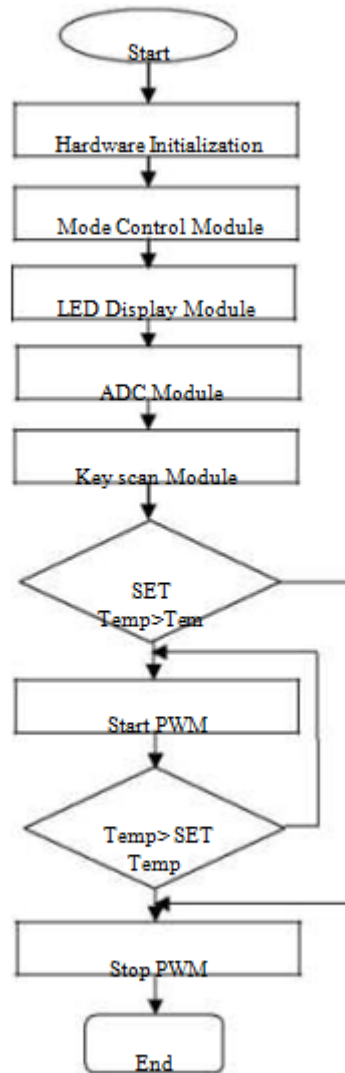 Start
Hardware Initialization
Mode Control Module
LED Display Module
ADC Module
Key scan Module
SET
Temp>Tem
Start PWM
Temp> SET
Temp
Stop PWM
End